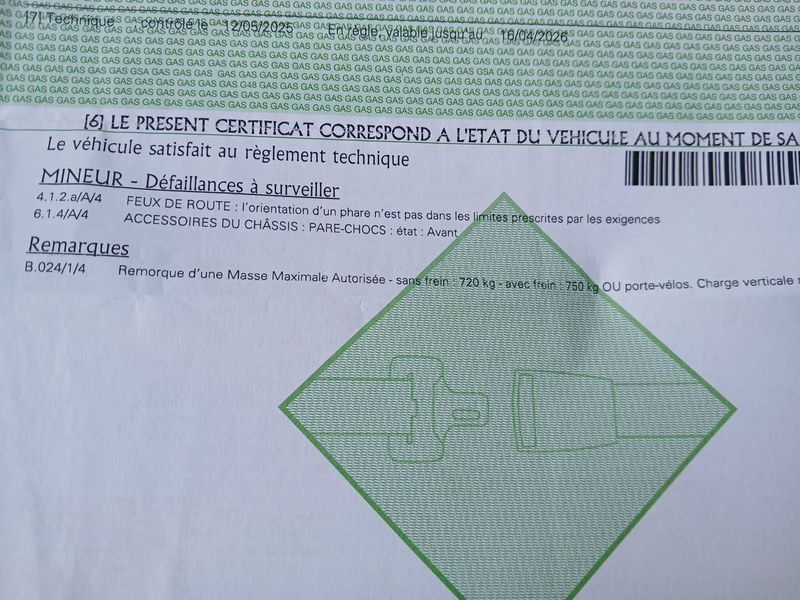 [7] Technique contrôlé le 12/05/2025 En règle, valable jusqu'au 16/04/2026
[6] LE PRESENT CERTIFICAT CORRESPOND A L'ETAT DU VEHICULE AU MOMENT DE SA
Le véhicule satisfait au règlement technique
MINEUR - Défaillances à surveiller
4.1.2.a/A/4 FEUX DE ROUTE : l'orientation d'un phare n'est pas dans les limites prescrites par les exigences
6.1.4/A/4 ACCESSOIRES DU CHÂSSIS : PARE-CHOCS : état : Avant
Remarques
B.024/1/4 Remorque d'une Masse Maximale Autorisée - sans frein : 720 kg - avec frein : 750 kg OU porte-vélos. Charge verticale